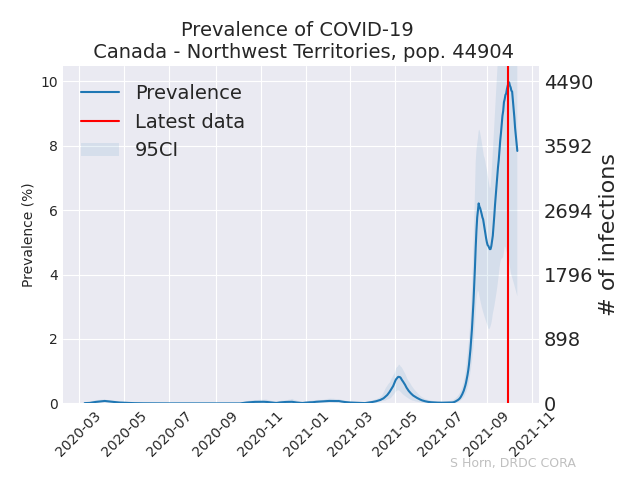 Prevalence of COVID-19
Canada - Northwest Territories, pop. 44904
Prevalence
Latest data
95CI
Prevalence (%)
10
8
6
4
2
0
4490
3592
2694
1796
898
0
# of infections
2020-03
2020-05
2020-07
2020-09
2020-11
2021-01
2021-03
2021-05
2021-07
2021-09
2021-11
S Horn, DRDC CORA